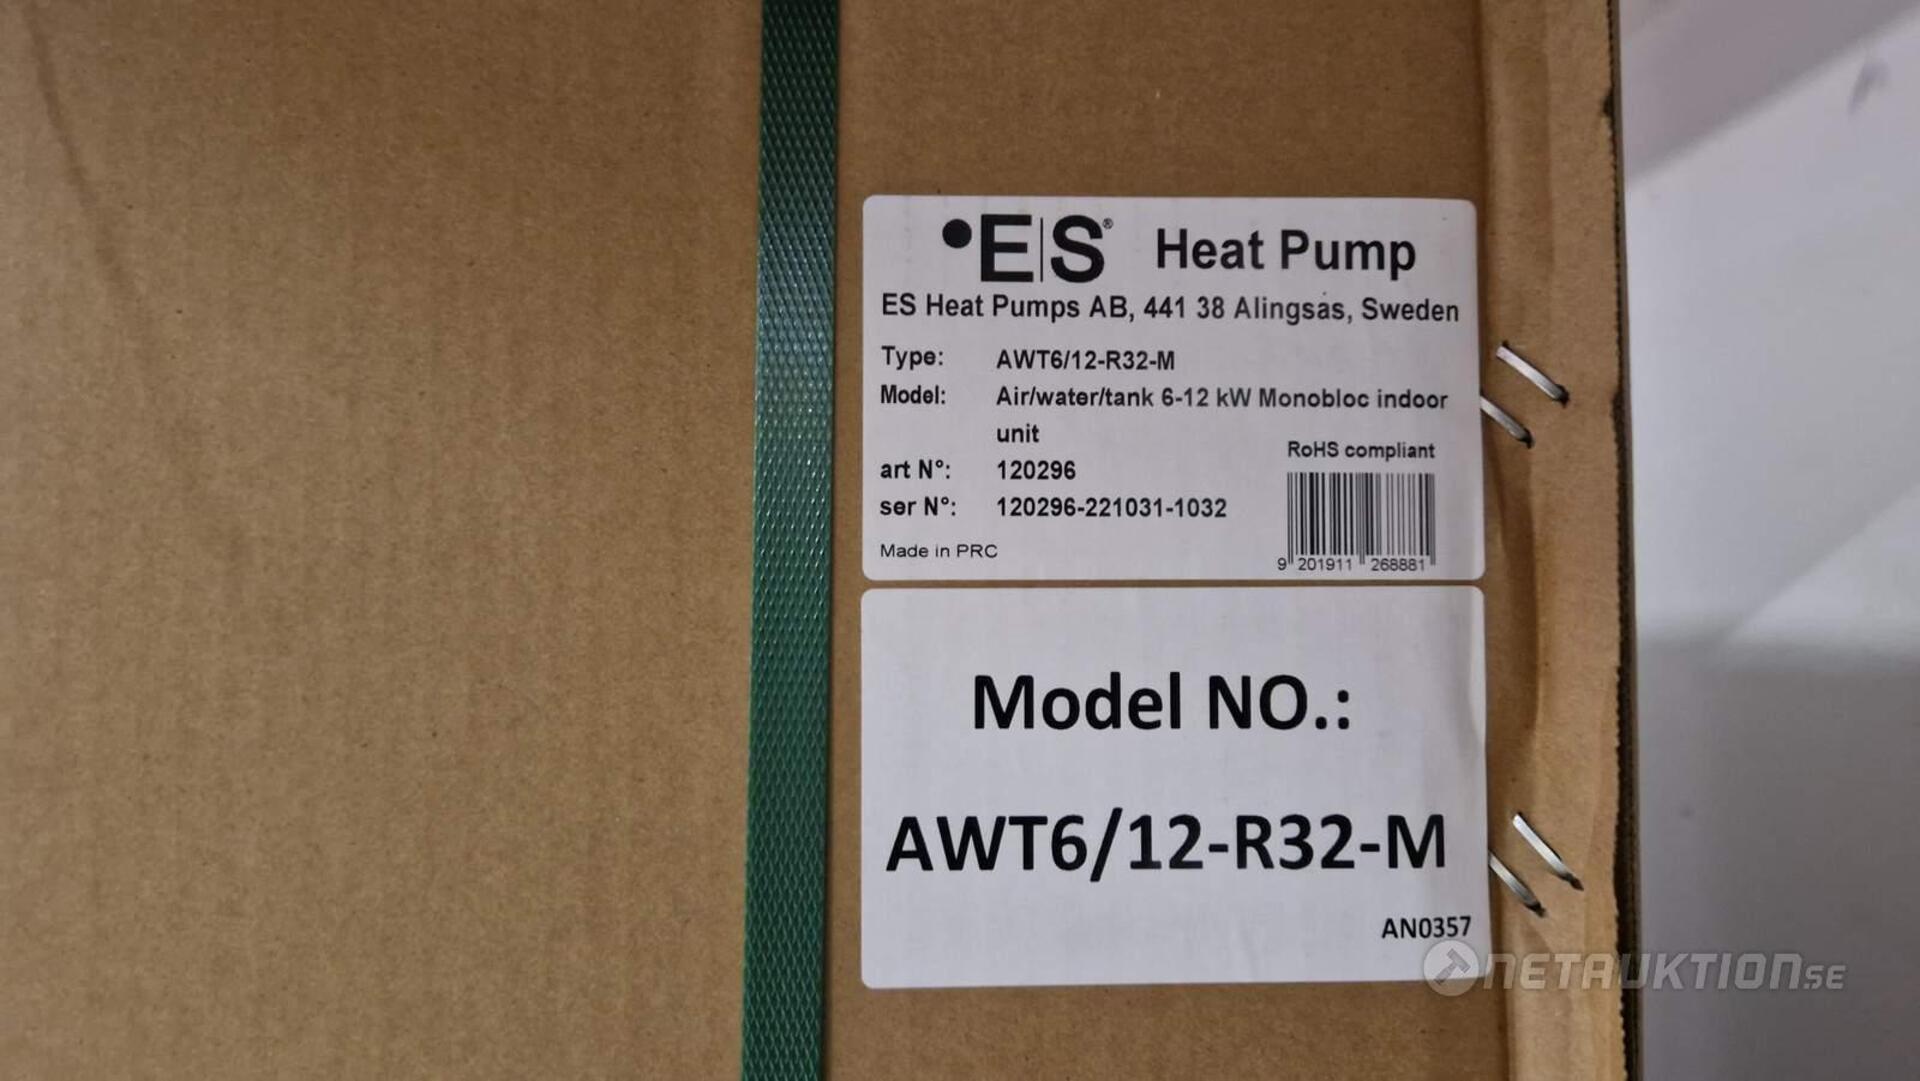 •E|S® Heat Pump
ES Heat Pumps AB, 441 38 Alingsås, Sweden
Type: AWT6/12-R32-M
Model: Air/water/tank 6-12 kW Monobloc indoor
unit
RoHS compliant
art N°: 120296
ser N°: 120296-221031-1032
Made in PRC
9 201911 268881
Model NO.:
AWT6/12-R32-M
AN0357
NETAUKTION.SE